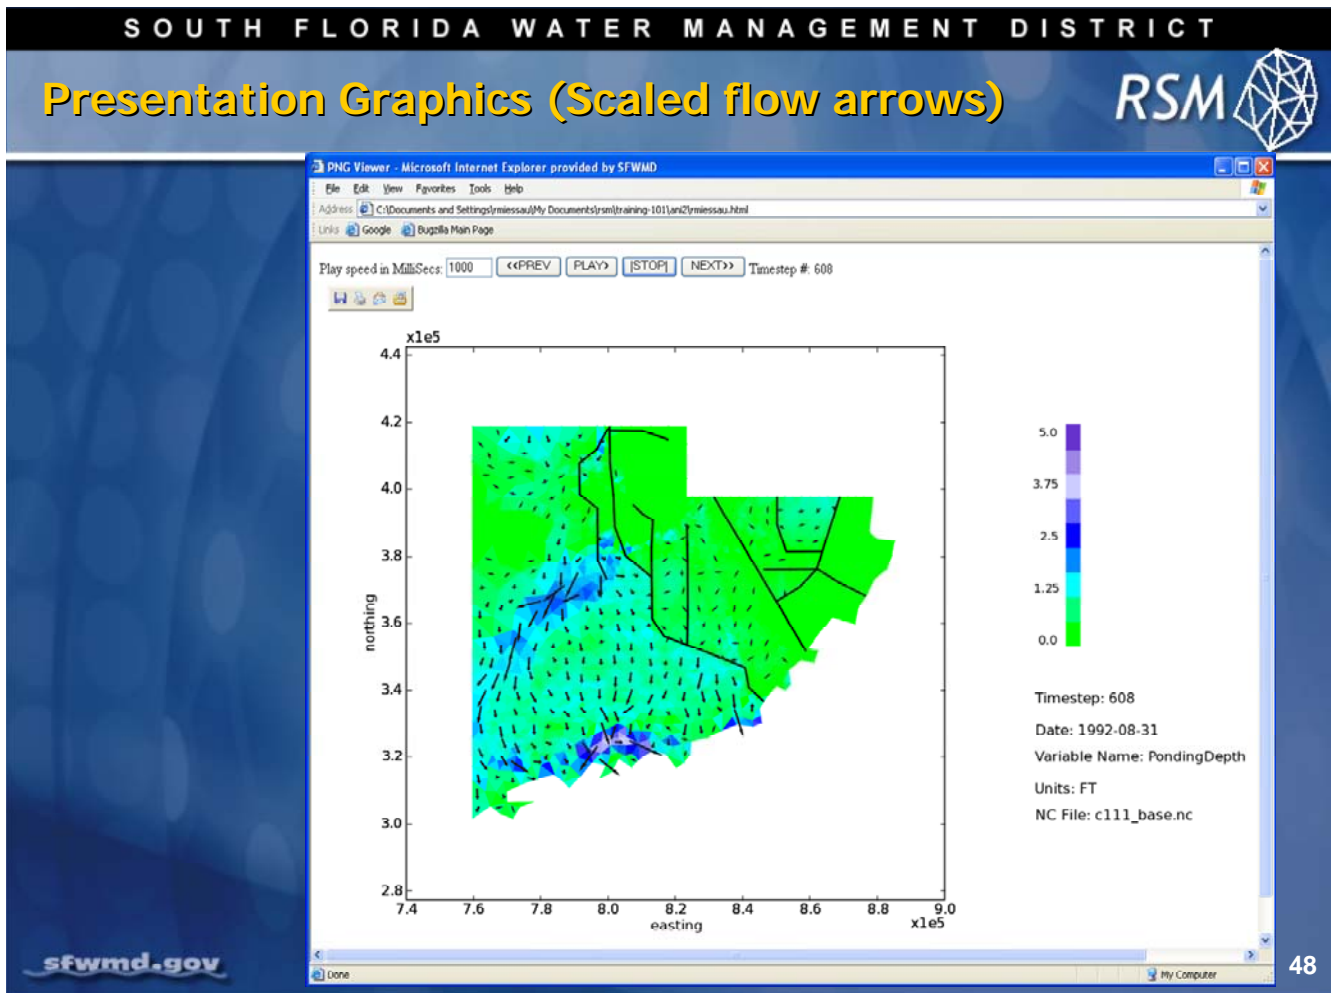 SOUTH FLORIDA WATER MANAGEMENT DISTRICT
Presentation Graphics (Scaled flow arrows)
RSM
PNG Viewer - Microsoft Internet Explorer provided by SFWMD
File Edit View Favorites Tools Help
Address C:\Documents and Settings\rmiessau\My Documents\rsm\training-101\ani2\rmiessau.html
Links Google Bugzilla Main Page
Play speed in MilliSecs: 1000 <<PREV PLAY> |STOP| NEXT>> Timestep #: 608
x1e5
4.4
4.2
4.0
3.8
3.6
3.4
3.2
3.0
2.8
northing
7.4 7.6 7.8 8.0 8.2 8.4 8.6 8.8 9.0
easting
x1e5
5.0
3.75
2.5
1.25
0.0
Timestep: 608
Date: 1992-08-31
Variable Name: PondingDepth
Units: FT
NC File: c111_base.nc
Done
My Computer
sfwmd.gov
48